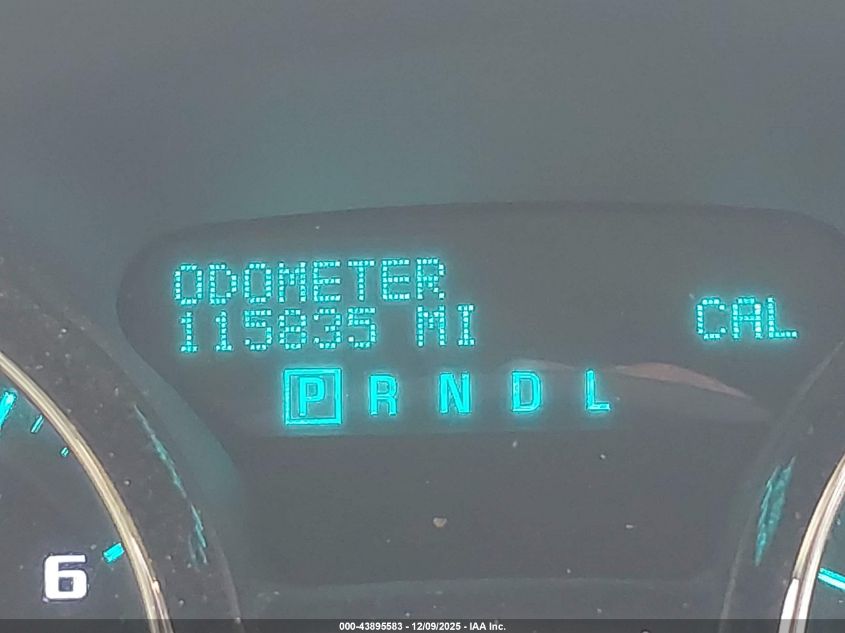 ODOMETER
115835 MI
CAL
P R N D L
6
000-43895583 - 12/09/2025 - IAA Inc.